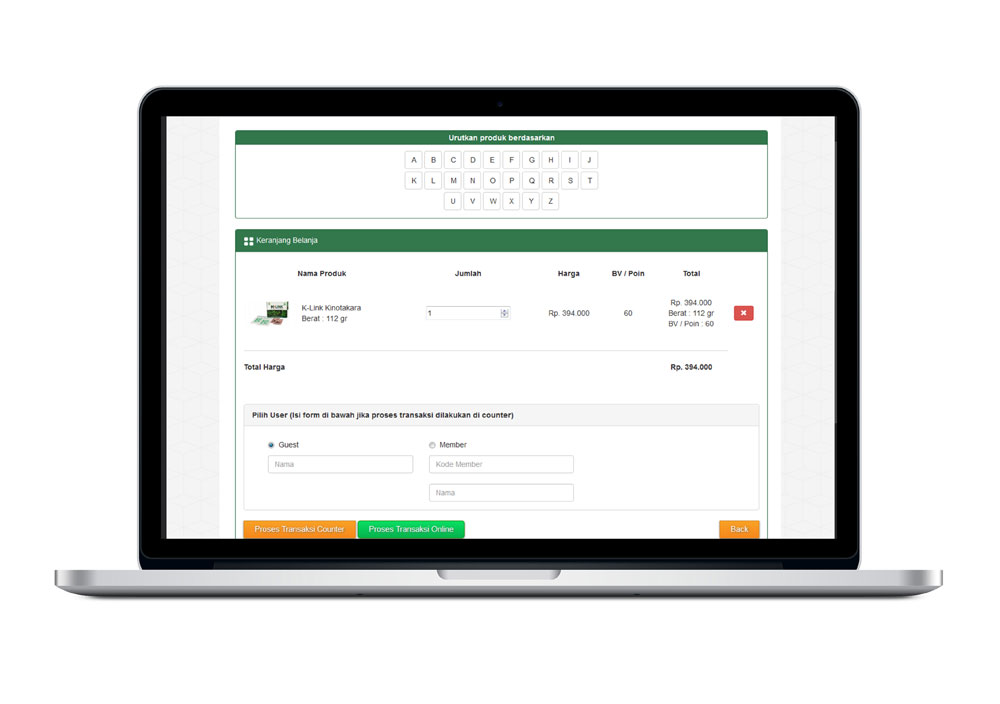 Urutkan produk berdasarkan
A B C D E F G H I J
K L M N O P Q R S T
U V W X Y Z
Keranjang Belanja
Nama Produk Jumlah Harga BV / Poin Total
K-Link Kinotakara
Berat : 112 gr
1
Rp. 394.000
60
Rp. 394.000
Berat : 112 gr
BV / Poin : 60
Total Harga Rp. 394.000
Pilih User (Isi form di bawah jika proses transaksi dilakukan di counter)
Guest Member
Nama Kode Member
Nama
Proses Transaksi Counter Proses Transaksi Online Back